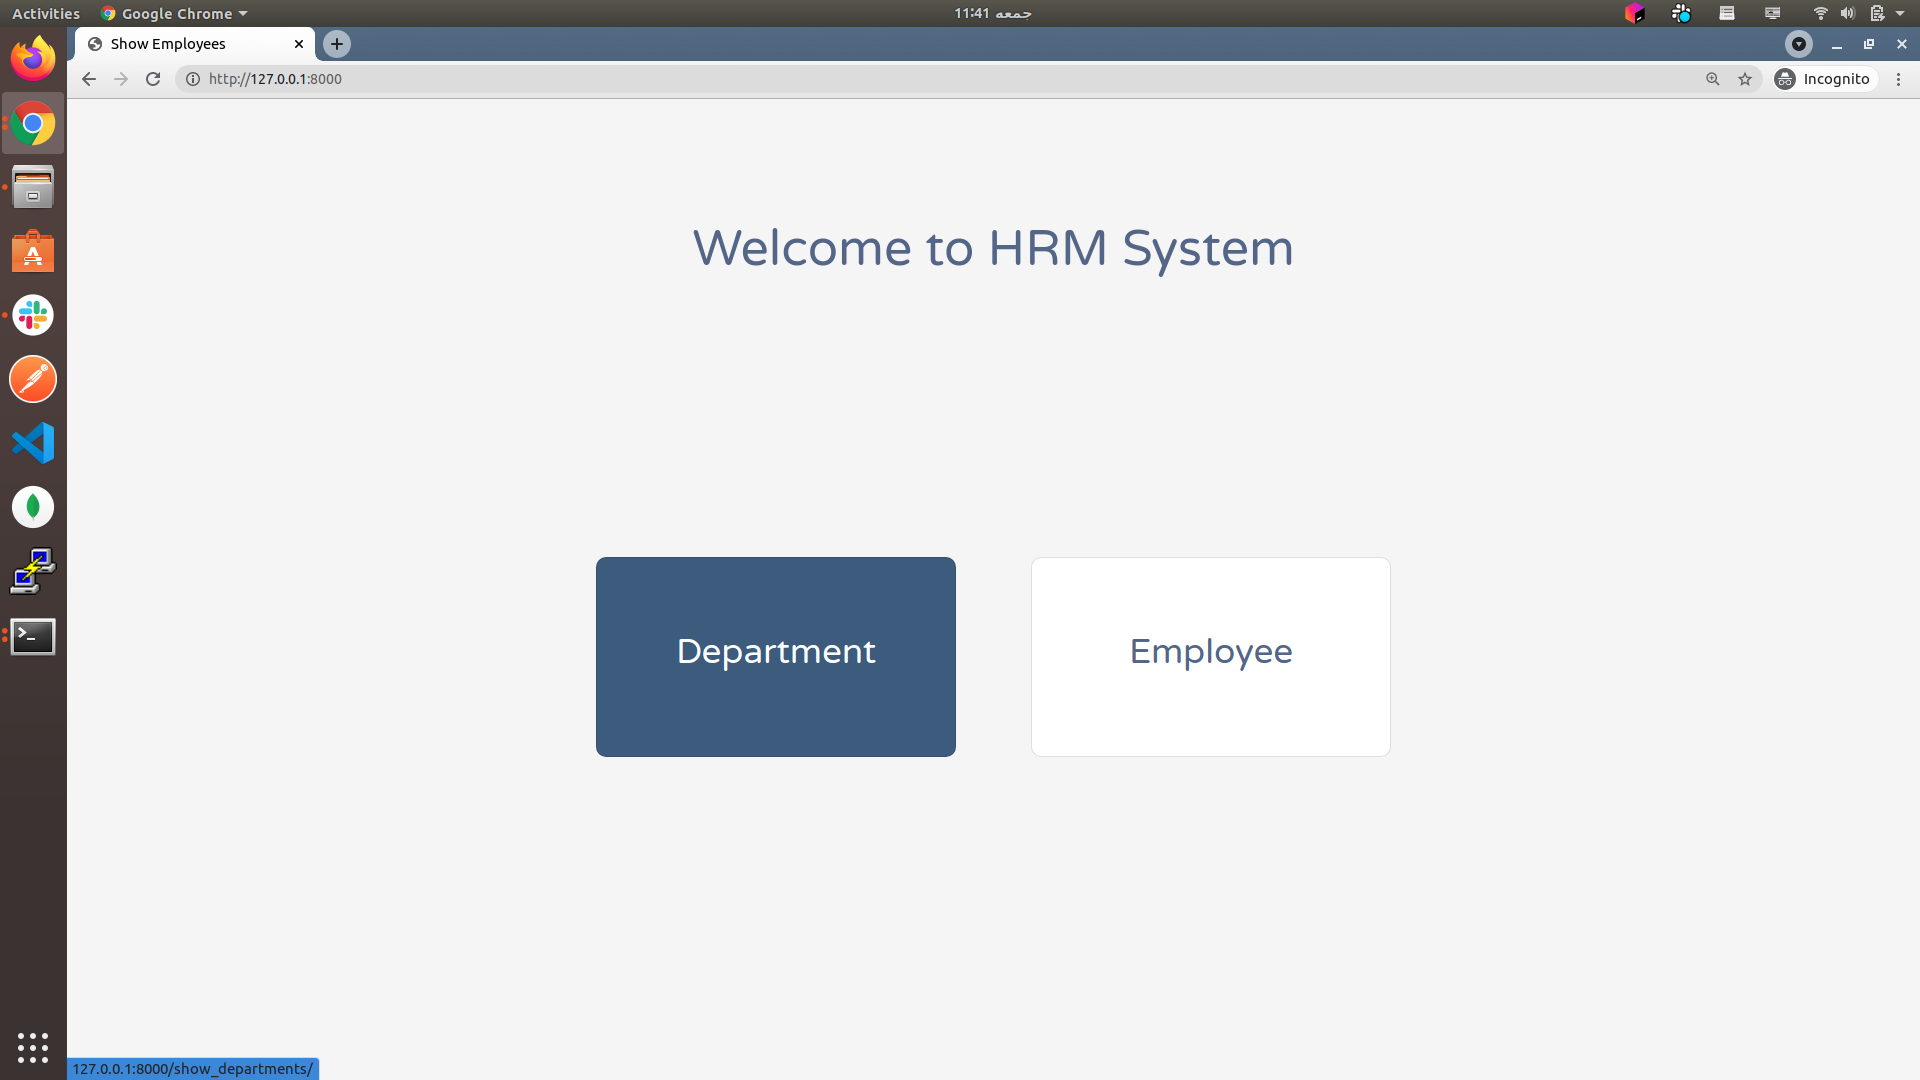 Activities
Google Chrome
جمعه 11:41
Show Employees
http://127.0.0.1:8000
Incognito
Welcome to HRM System
Department
Employee
127.0.0.1:8000/show_departments/